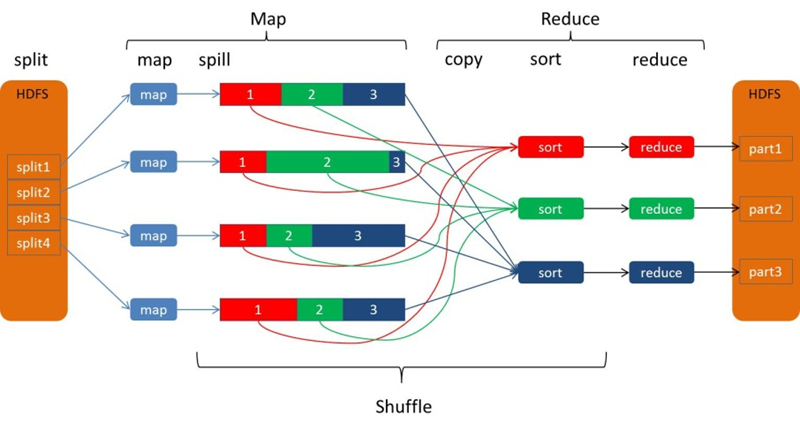 Map
Reduce
split
map
spill
copy
sort
reduce
HDFS
HDFS
map
1 2 3
split1
split2
split3
split4
map
1 2 3
map
1 2 3
map
1 2 3
sort
reduce
part1
sort
reduce
part2
sort
reduce
part3
Shuffle